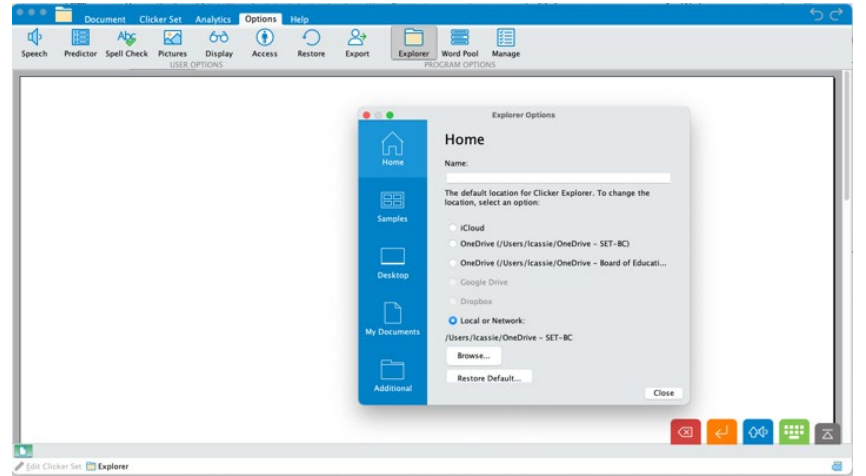 Document Clicker Set Analytics Options Help
Speech Predictor Spell Check Pictures Display Access Restore Export Explorer Word Pool Manage
USER OPTIONS PROGRAM OPTIONS
Explorer Options
Home
Home
Name:
The default location for Clicker Explorer. To change the
location, select an option:
Samples
iCloud
OneDrive (/Users/lcassie/OneDrive - SET-BC)
OneDrive (/Users/lcassie/OneDrive - Board of Educati...
Desktop
Google Drive
Dropbox
Local or Network:
My Documents
/Users/lcassie/OneDrive - SET-BC
Browse...
Restore Default...
Additional
Close
Edit Clicker Set Explorer